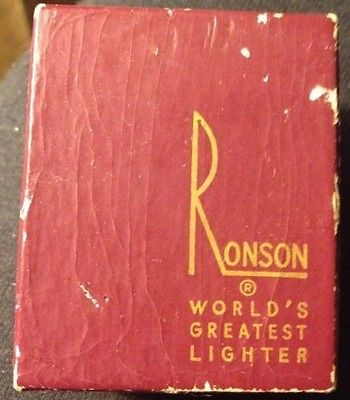 RONSON
®
WORLD'S
GREATEST
LIGHTER